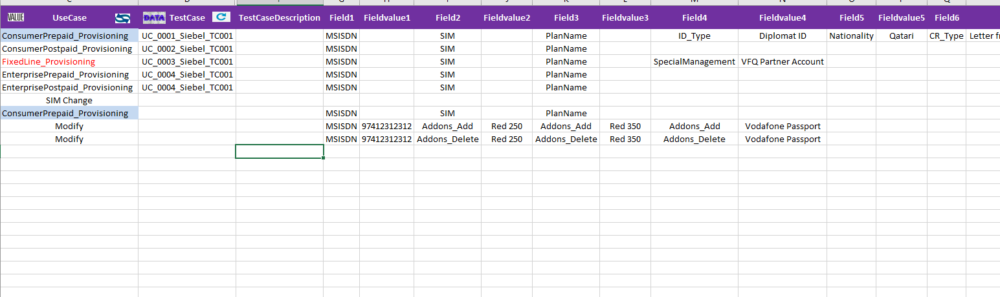 VALUE UseCase DATA TestCase TestCaseDescription Field1 Fieldvalue1 Field2 Fieldvalue2 Field3 Fieldvalue3 Field4 Fieldvalue4 Field5 Fieldvalue5 Field6
ConsumerPrepaid_Provisioning UC_0001_Siebel_TC001 MSISDN SIM PlanName ID_Type Diplomat ID Nationality Qatari CR_Type Letter fr
ConsumerPostpaid_Provisioning UC_0002_Siebel_TC001 MSISDN SIM PlanName
FixedLine_Provisioning UC_0003_Siebel_TC001 MSISDN SIM PlanName SpecialManagement VFQ Partner Account
EnterprisePrepaid_Provisioning UC_0004_Siebel_TC001 MSISDN SIM PlanName
EnterprisePostpaid_Provisioning UC_0004_Siebel_TC001 MSISDN SIM PlanName
SIM Change
ConsumerPrepaid_Provisioning MSISDN SIM PlanName
Modify MSISDN 97412312312 Addons_Add Red 250 Addons_Add Red 350 Addons_Add Vodafone Passport
Modify MSISDN 97412312312 Addons_Delete Red 250 Addons_Delete Red 350 Addons_Delete Vodafone Passport